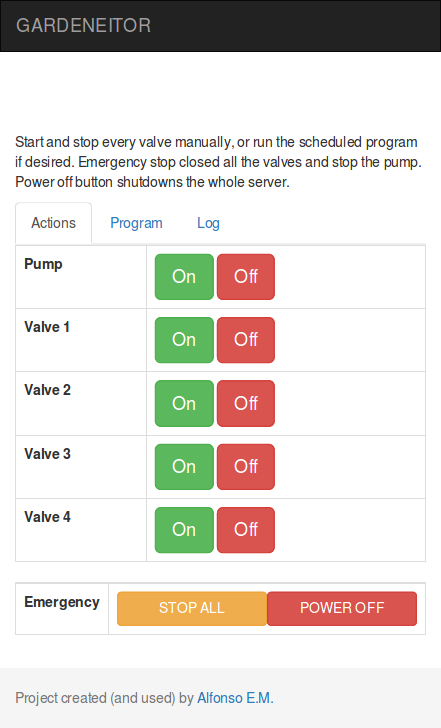 GARDENEITOR
Start and stop every valve manually, or run the scheduled program
if desired. Emergency stop closed all the valves and stop the pump.
Power off button shutdowns the whole server.
Actions Program Log
Pump On Off
Valve 1 On Off
Valve 2 On Off
Valve 3 On Off
Valve 4 On Off
Emergency STOP ALL POWER OFF
Project created (and used) by Alfonso E.M.